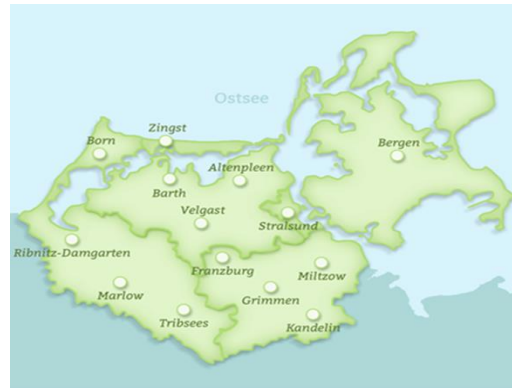 Ostsee
Zingst
Born
Bergen
Altenpleen
Barth
Velgast
Stralsund
Ribnitz-Damgarten
Franzburg
Miltzow
Marlow
Grimmen
Tribsees
Kandelin